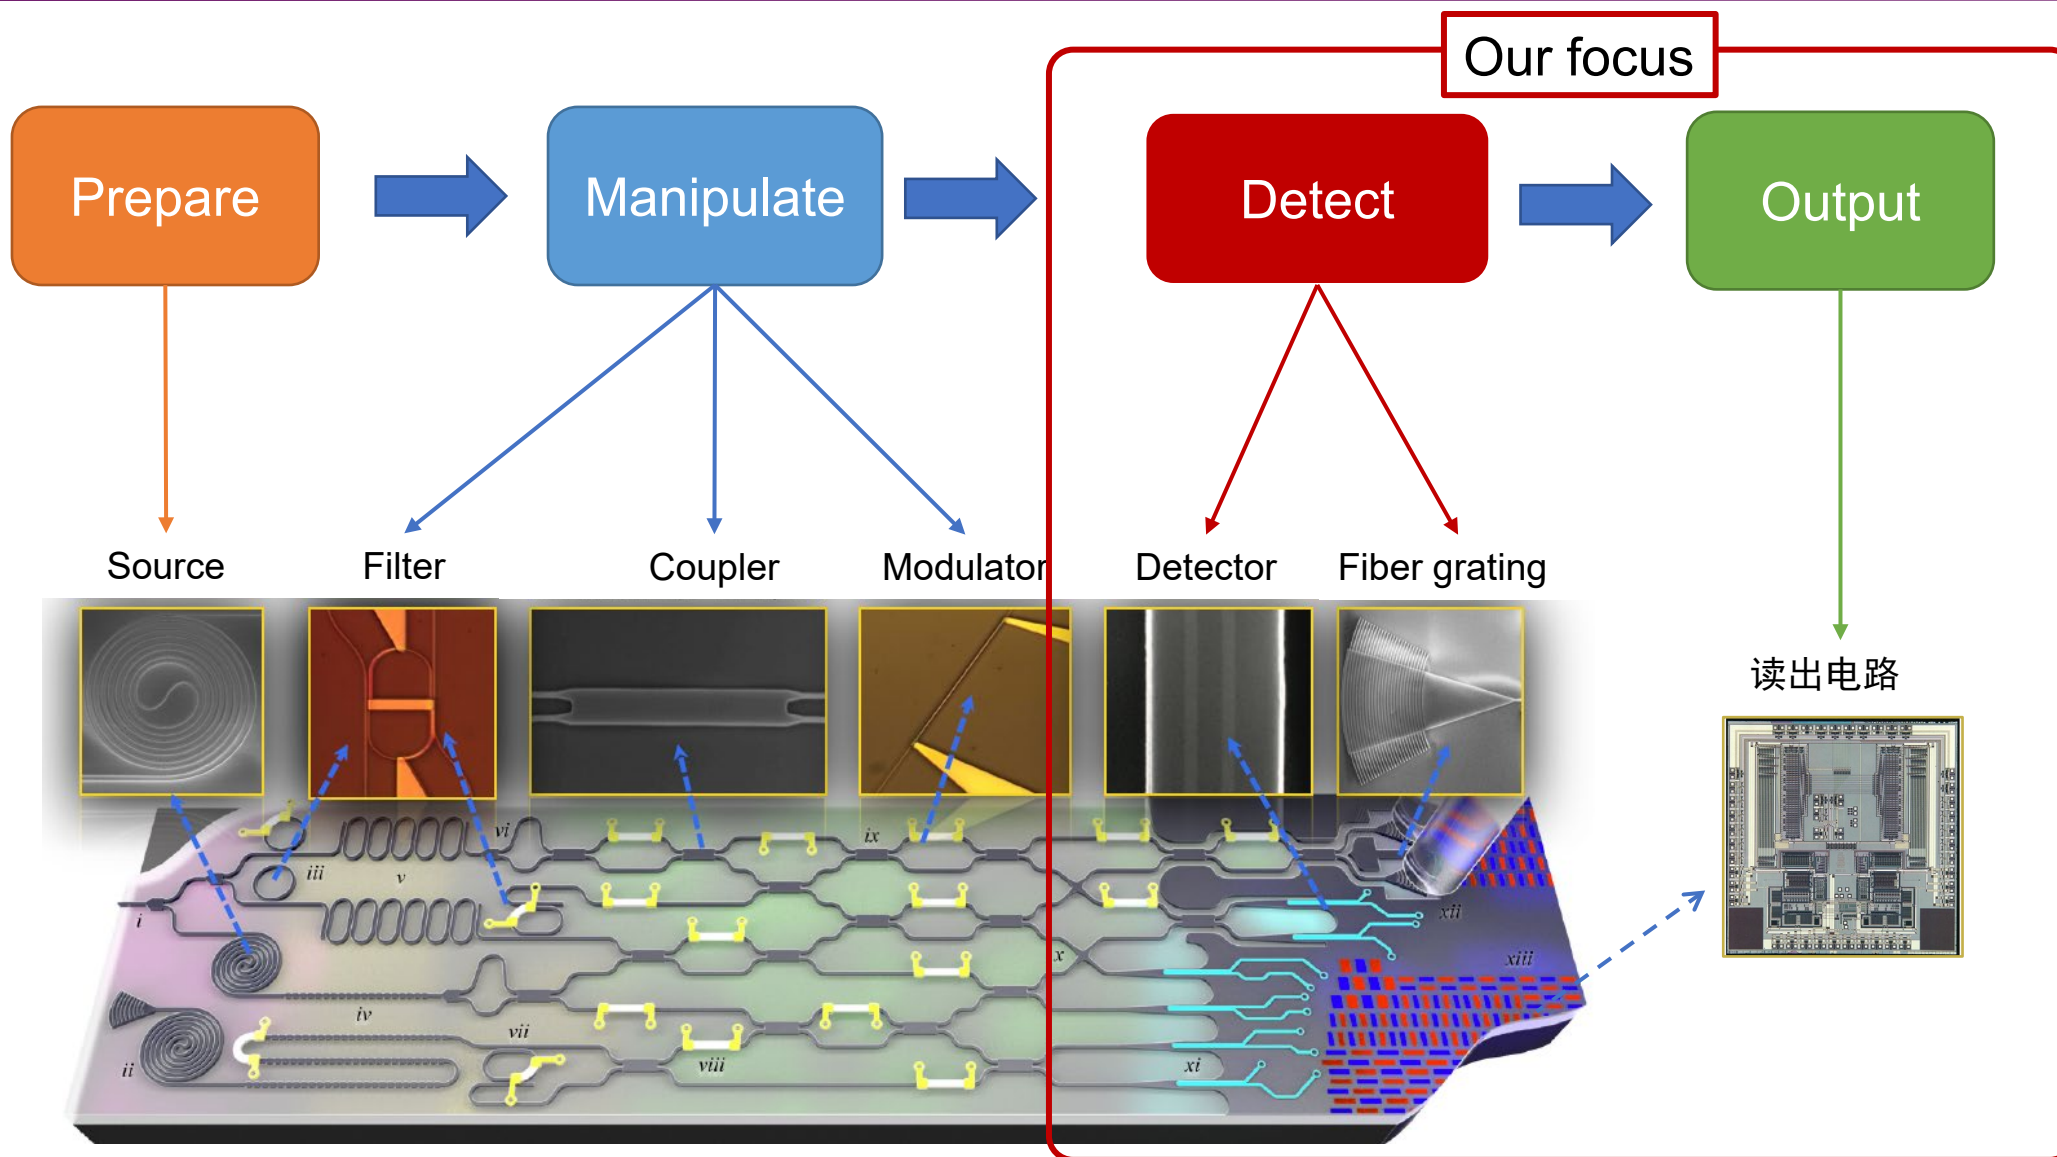 Our focus
Prepare
Manipulate
Detect
Output
Source
Filter
Coupler
Modulator
Detector
Fiber grating
读出电路
i
ii
iii
iv
v
vi
vii
viii
ix
x
xi
xii
xiii